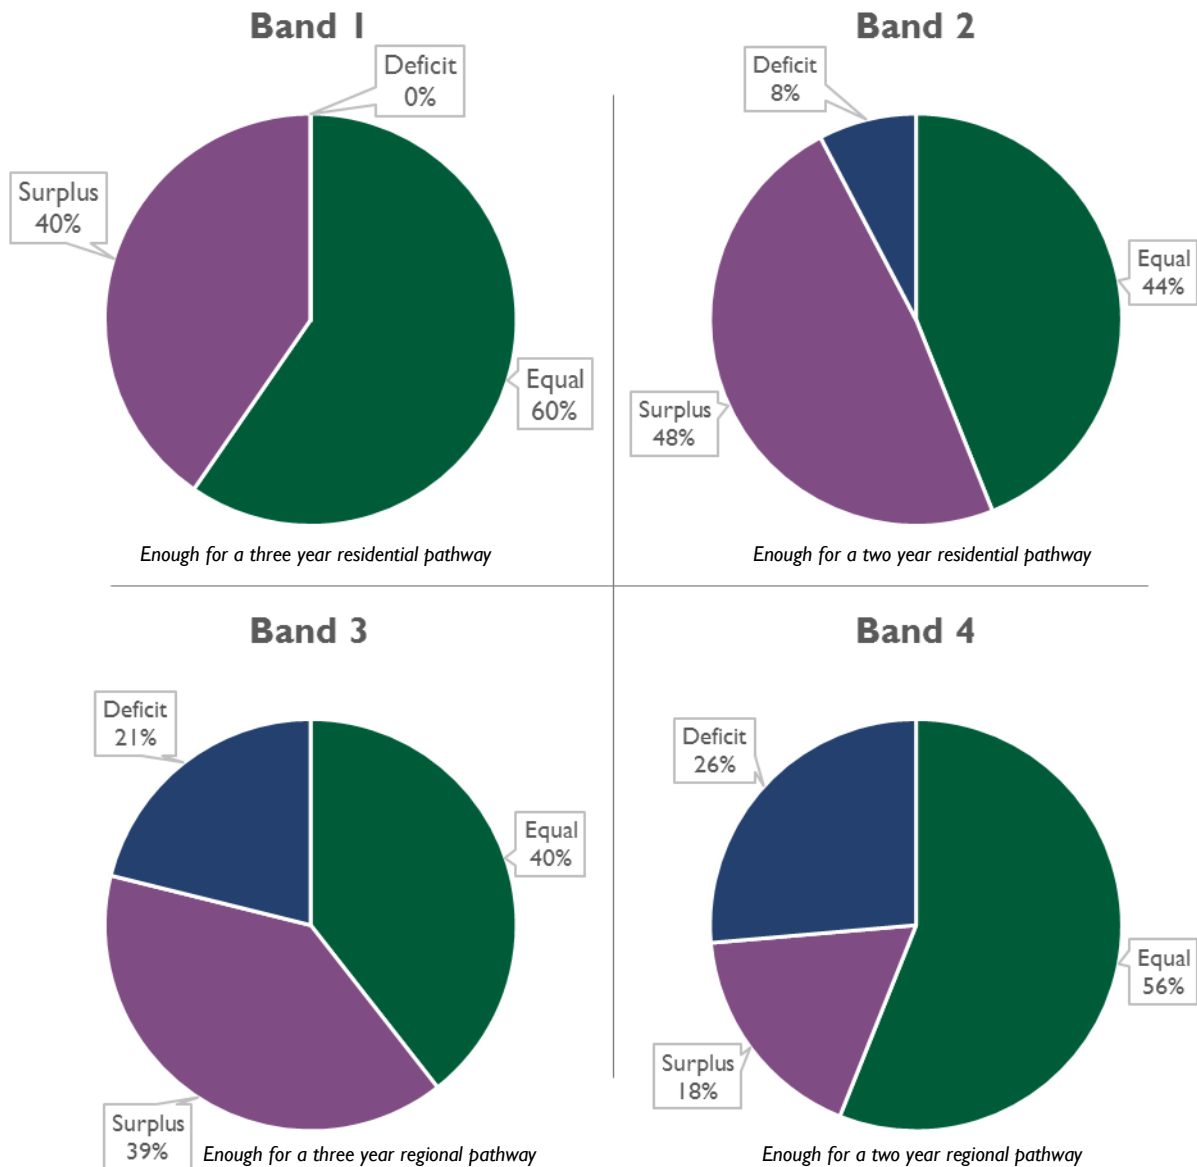 Band 1
Deficit
0%
Surplus
40%
Equal
60%
Enough for a three year residential pathway
Band 2
Deficit
8%
Equal
44%
Surplus
48%
Enough for a two year residential pathway
Band 3
Deficit
21%
Equal
40%
Surplus
39%
Enough for a three year regional pathway
Band 4
Deficit
26%
Equal
56%
Surplus
18%
Enough for a two year regional pathway